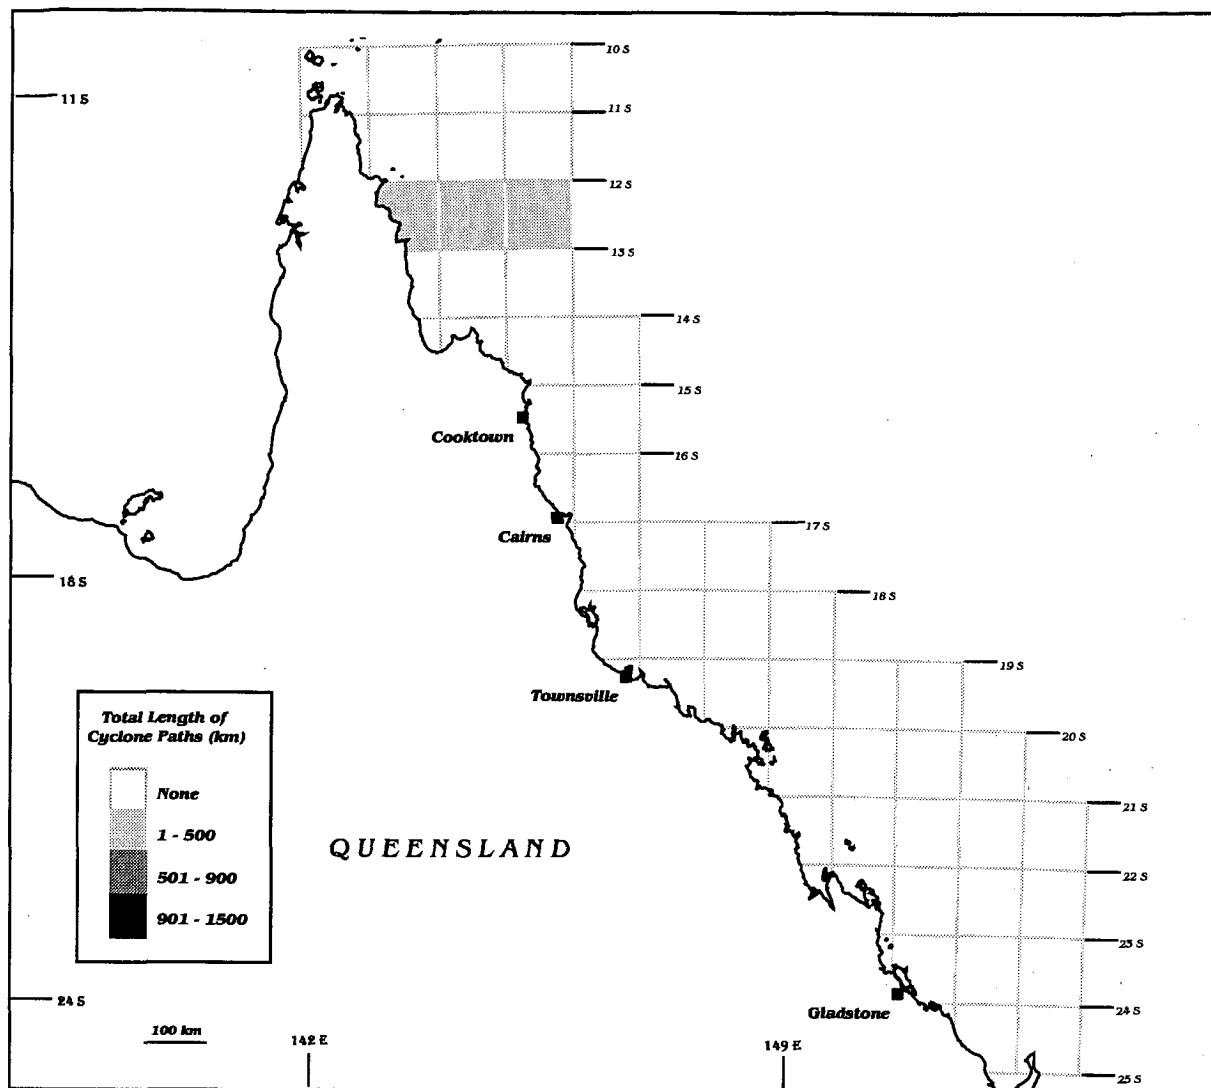 10 S
11 S
11 S
12 S
13 S
14 S
15 S
Cooktown
16 S
Cairns
17 S
18 S
18 S
19 S
Townsville
Total Length of
Cyclone Paths (km)
20 S
None
21 S
1 - 500
QUEENSLAND
22 S
501 - 900
901 - 1500
23 S
24 S
Gladstone
24 S
100 km
142 E
149 E
25 S